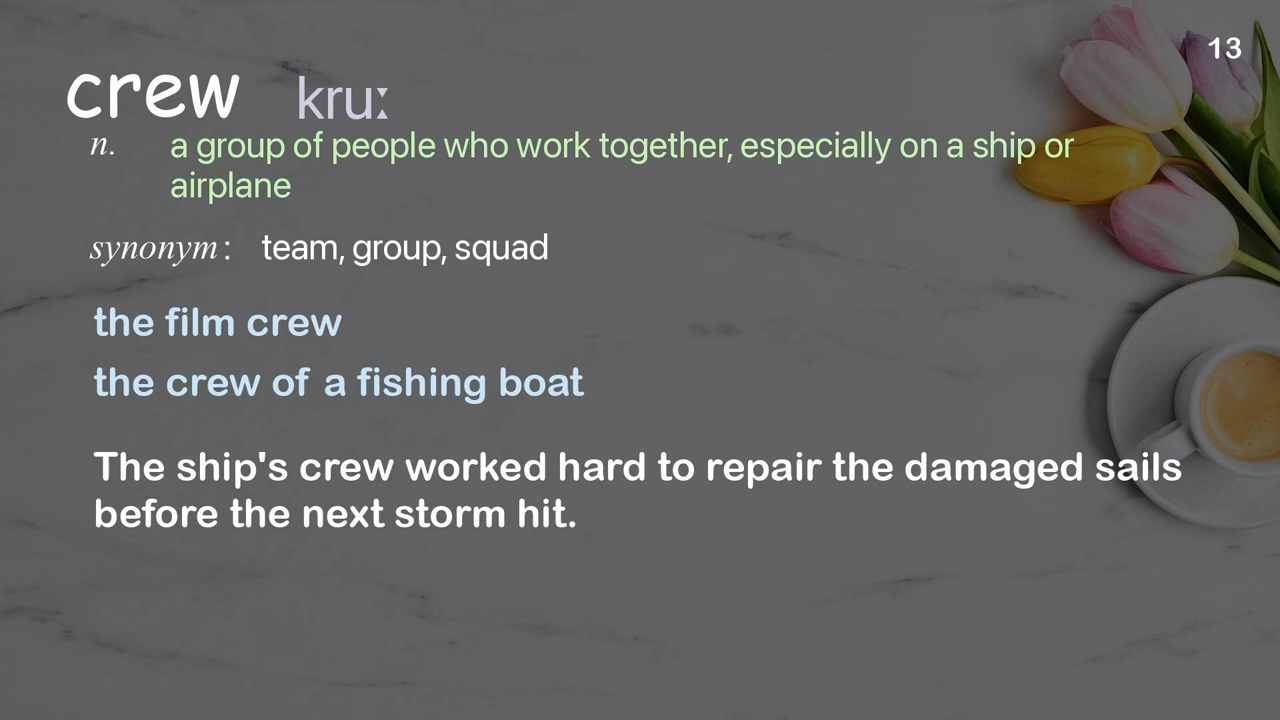 13
crew kruː
n. a group of people who work together, especially on a ship or
airplane
synonym: team, group, squad
the film crew
the crew of a fishing boat
The ship's crew worked hard to repair the damaged sails
before the next storm hit.